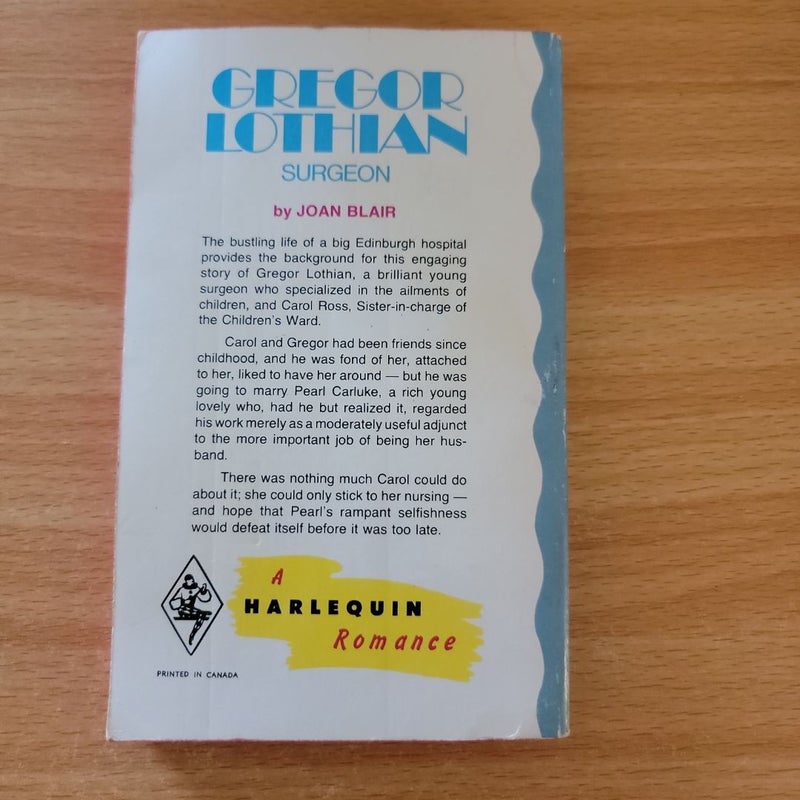 GREGOR
LOTHIAN
SURGEON
by JOAN BLAIR
The bustling life of a big Edinburgh hospital
provides the background for this engaging
story of Gregor Lothian, a brilliant young
surgeon who specialized in the ailments of
children, and Carol Ross, Sister-in-charge of
the Children's Ward.
Carol and Gregor had been friends since
childhood, and he was fond of her, attached
to her, liked to have her around — but he was
going to marry Pearl Carluke, a rich young
lovely who, had he but realized it, regarded
his work merely as a moderately useful adjunct
to the more important job of being her hus-
band.
There was nothing much Carol could do
about it; she could only stick to her nursing —
and hope that Pearl's rampant selfishness
would defeat itself before it was too late.
A
HARLEQUIN
Romance
PRINTED IN CANADA